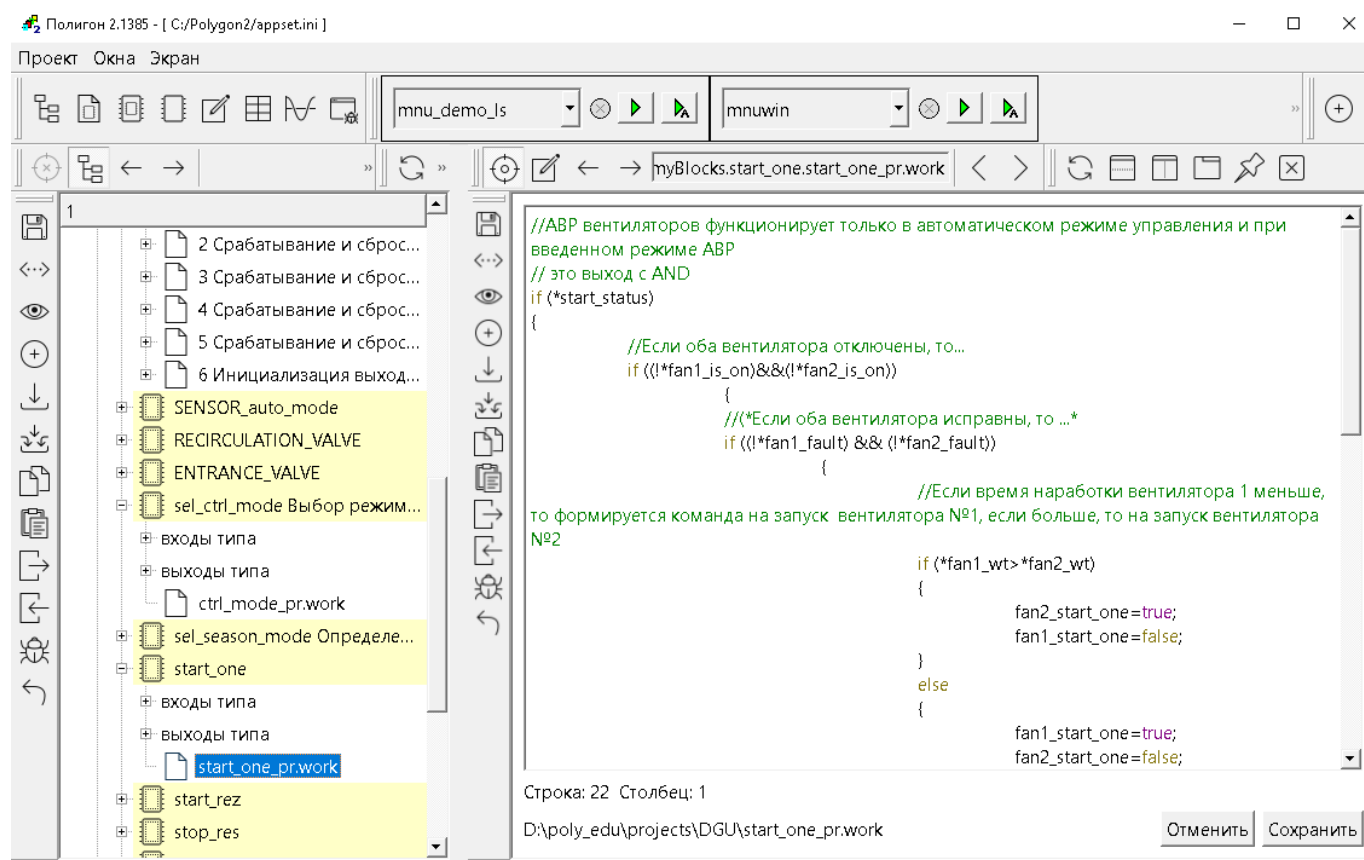 Полигон 2.1385 - [ C:/Polygon2/appset.ini ]
Проект Окна Экран
mnu_demo_ls
mnuwin
myBlocks.start_one.start_one_pr.work
1
2 Срабатывание и сброс...
3 Срабатывание и сброс...
4 Срабатывание и сброс...
5 Срабатывание и сброс...
6 Инициализация выход...
SENSOR_auto_mode
RECIRCULATION_VALVE
ENTRANCE_VALVE
sel_ctrl_mode Выбор режим...
входы типа
выходы типа
ctrl_mode_pr.work
sel_season_mode Определе...
start_one
входы типа
выходы типа
start_one_pr.work
start_rez
stop_res
//АВР вентиляторов функционирует только в автоматическом режиме управления и при
введенном режиме АВР
// это выход с AND
if (*start_status)
{
//Если оба вентилятора отключены, то...
if ((!*fan1_is_on)&&(!*fan2_is_on))
{
//(*Если оба вентилятора исправны, то ...*
if ((!*fan1_fault) && (!*fan2_fault))
{
//Если время наработки вентилятора 1 меньше,
то формируется команда на запуск  вентилятора №1, если больше, то на запуск вентилятора
№2
if (*fan1_wt>*fan2_wt)
{
fan2_start_one=true;
fan1_start_one=false;
}
else
{
fan1_start_one=true;
fan2_start_one=false;
Строка: 22 Столбец: 1
D:\poly_edu\projects\DGU\start_one_pr.work
Отменить
Сохранить